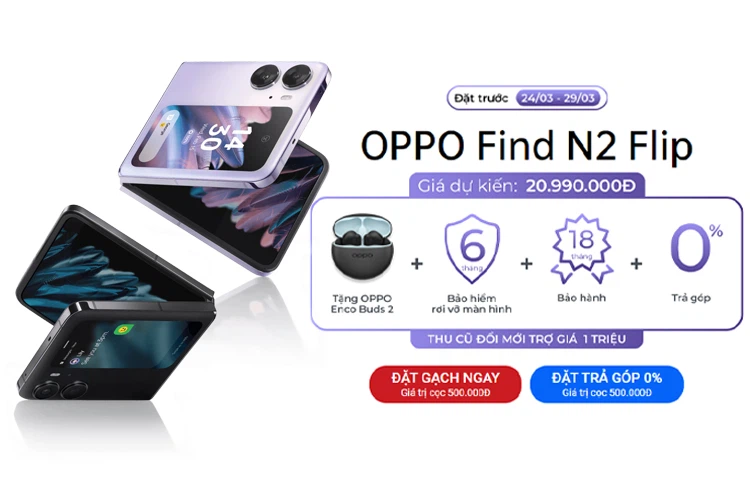 Đặt trước 24/03 - 29/03
OPPO Find N2 Flip
Giá dự kiến: 20.990.000Đ
14
30
OPPO
6
tháng
18
tháng
0%
+ + +
Tặng OPPO
Enco Buds 2
Bảo hiểm
rơi vỡ màn hình
Bảo hành
Trả góp
THU CŨ ĐỔI MỚI TRỢ GIÁ 1 TRIỆU
ĐẶT GẠCH NGAY
Giá trị cọc 500.000Đ
ĐẶT TRẢ GÓP 0%
Giá trị cọc 500.000Đ